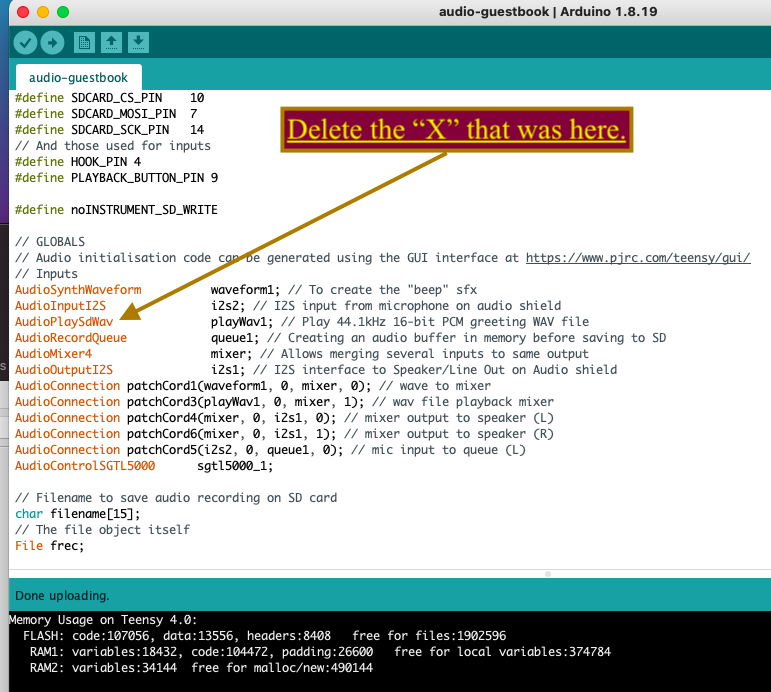 audio-guestbook | Arduino 1.8.19
audio-guestbook
#define SDCARD_CS_PIN    10
#define SDCARD_MOSI_PIN  7
#define SDCARD_SCK_PIN   14
// And those used for inputs
#define HOOK_PIN 4
#define PLAYBACK_BUTTON_PIN 9
Delete the “X” that was here.
#define noINSTRUMENT_SD_WRITE
// GLOBALS
// Audio initialisation code can be generated using the GUI interface at https://www.pjrc.com/teensy/gui/
// Inputs
AudioSynthWaveform          waveform1; // To create the "beep" sfx
AudioInputI2S               i2s2; // I2S input from microphone on audio shield
AudioPlaySdWav              playWav1; // Play 44.1kHz 16-bit PCM greeting WAV file
AudioRecordQueue            queue1; // Creating an audio buffer in memory before saving to SD
AudioMixer4                 mixer; // Allows merging several inputs to same output
AudioOutputI2S              i2s1; // I2S interface to Speaker/Line Out on Audio shield
AudioConnection patchCord1(waveform1, 0, mixer, 0); // wave to mixer
AudioConnection patchCord3(playWav1, 0, mixer, 1); // wav file playback mixer
AudioConnection patchCord4(mixer, 0, i2s1, 0); // mixer output to speaker (L)
AudioConnection patchCord6(mixer, 0, i2s1, 1); // mixer output to speaker (R)
AudioConnection patchCord5(i2s2, 0, queue1, 0); // mic input to queue (L)
AudioControlSGTL5000      sgtl5000_1;
// Filename to save audio recording on SD card
char filename[15];
// The file object itself
File frec;
Done uploading.
Memory Usage on Teensy 4.0:
  FLASH: code:107056, data:13556, headers:8408   free for files:1902596
   RAM1: variables:18432, code:104472, padding:26600   free for local variables:374784
   RAM2: variables:34144  free for malloc/new:490144